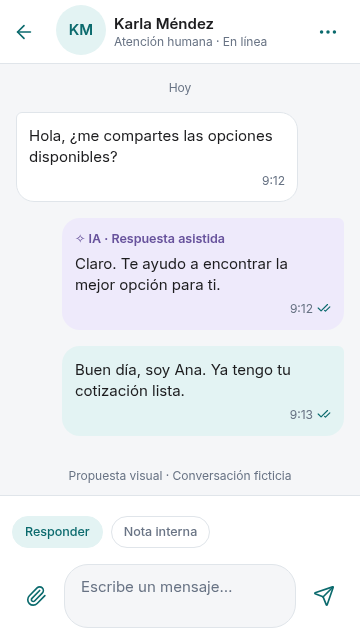 KM
Karla Méndez
Atención humana · En línea
Hoy
Hola, ¿me compartes las opciones
disponibles?
9:12
✧ IA · Respuesta asistida
Claro. Te ayudo a encontrar la
mejor opción para ti.
9:12
Buen día, soy Ana. Ya tengo tu
cotización lista.
9:13
Propuesta visual · Conversación ficticia
Responder
Nota interna
Escribe un mensaje...